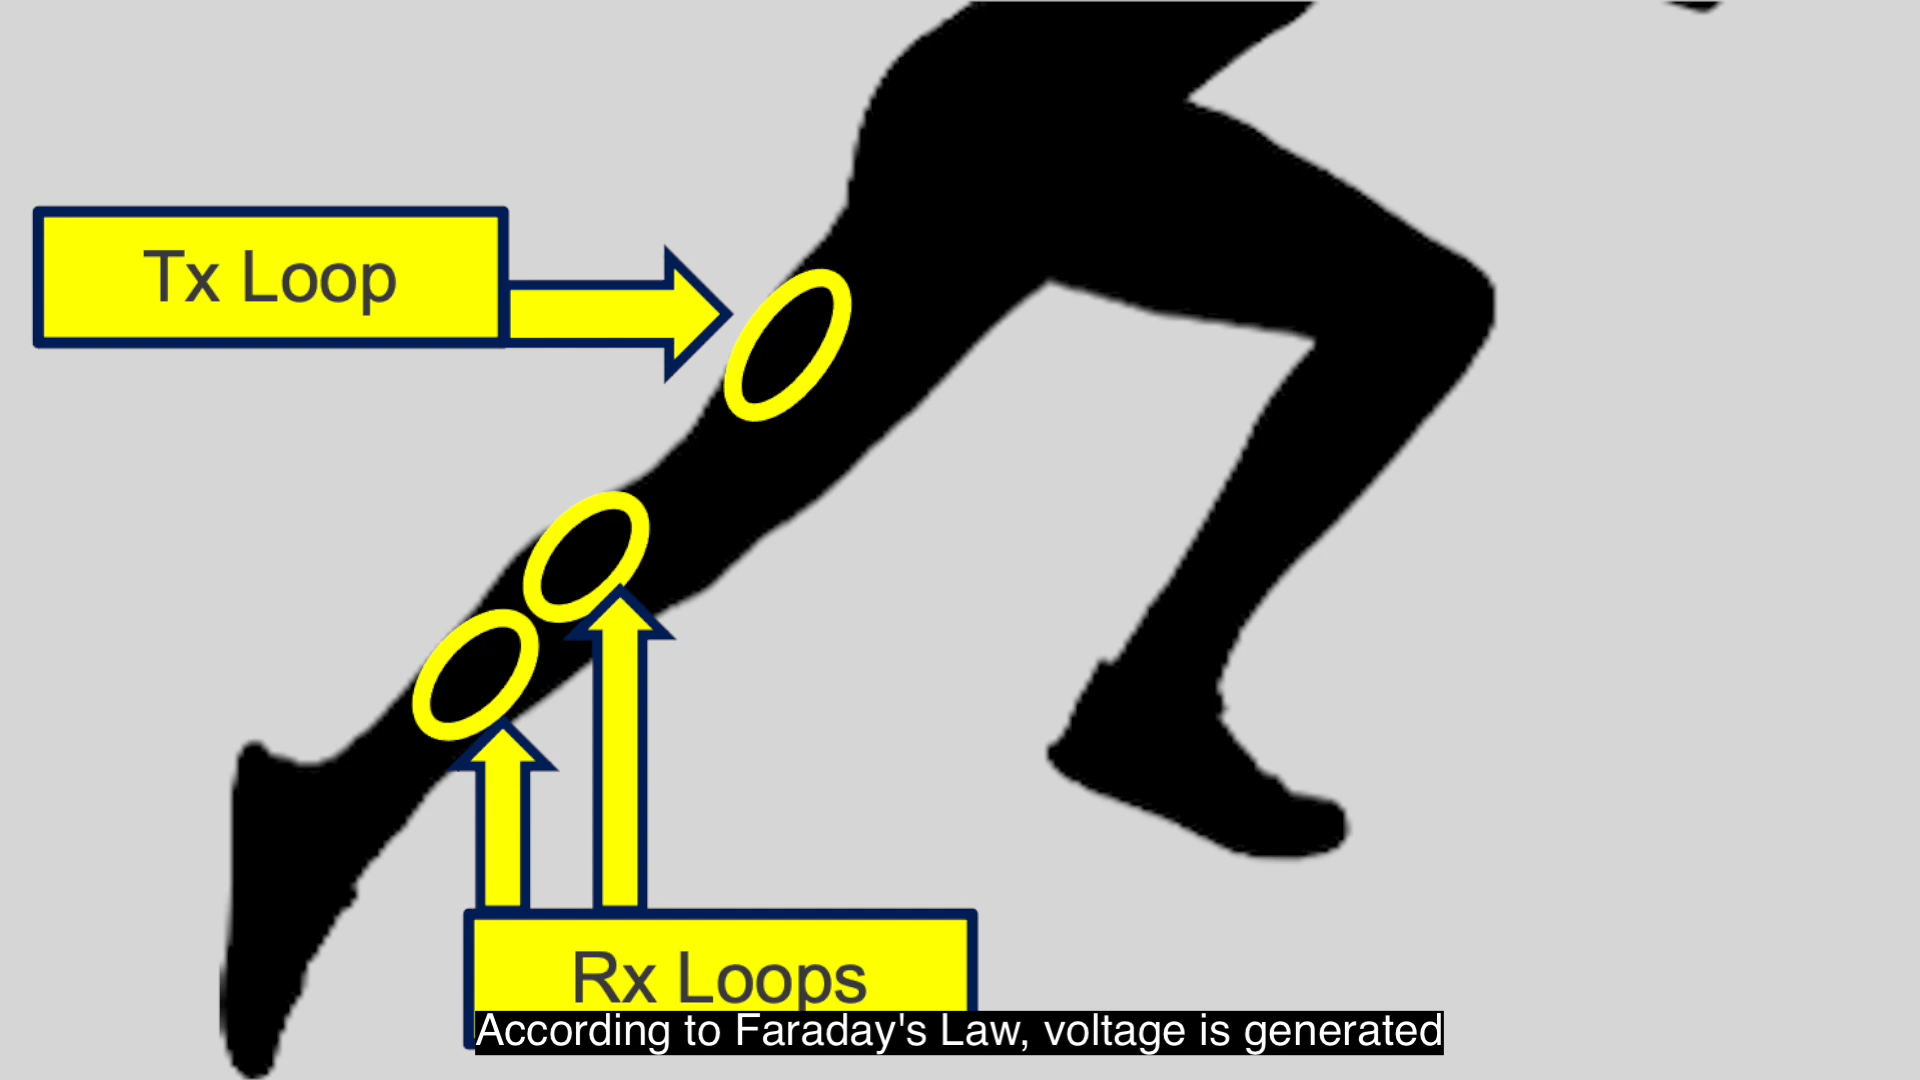 Tx Loop
Rx Loops
According to Faraday's Law, voltage is generated